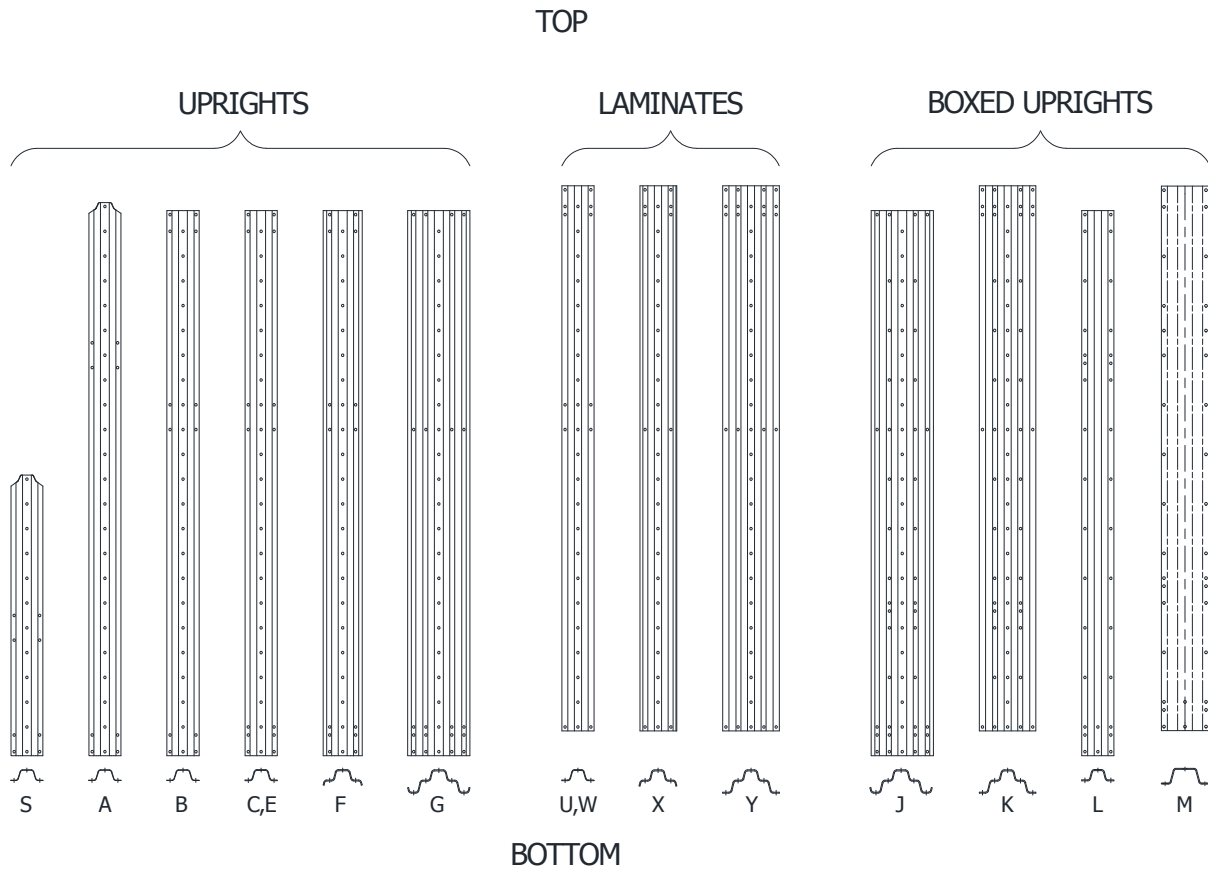 TOP
UPRIGHTS LAMINATES BOXED UPRIGHTS
S A B C,E F G U,W X Y J K L M
BOTTOM